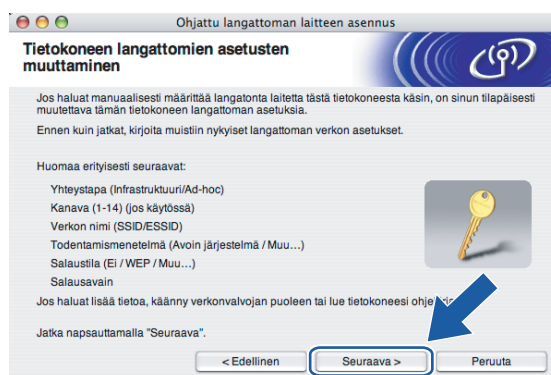 Ohjattu langattoman laitteen asennus
Tietokoneen langattomien asetusten
muuttaminen
Jos haluat manuaalisesti määrittää langatonta laitetta tästä tietokoneesta käsin, on sinun tilapäisesti
muutettava tämän tietokoneen langattoman asetuksia.
Ennen kuin jatkat, kirjoita muistiin nykyiset langattoman verkon asetukset.
Huomaa erityisesti seuraavat:
Yhteystapa (Infrastruktuuri/Ad-hoc)
Kanava (1-14) (jos käytössä)
Verkon nimi (SSID/ESSID)
Todentamismenetelmä (Avoin järjestelmä / Muu...)
Salaustila (Ei / WEP / Muu...)
Salausavain
Jos haluat lisää tietoa, käänny verkonvalvojan puoleen tai lue tietokoneesi
Jatka napsauttamalla "Seuraava".
< Edellinen
Seuraava >
Peruuta